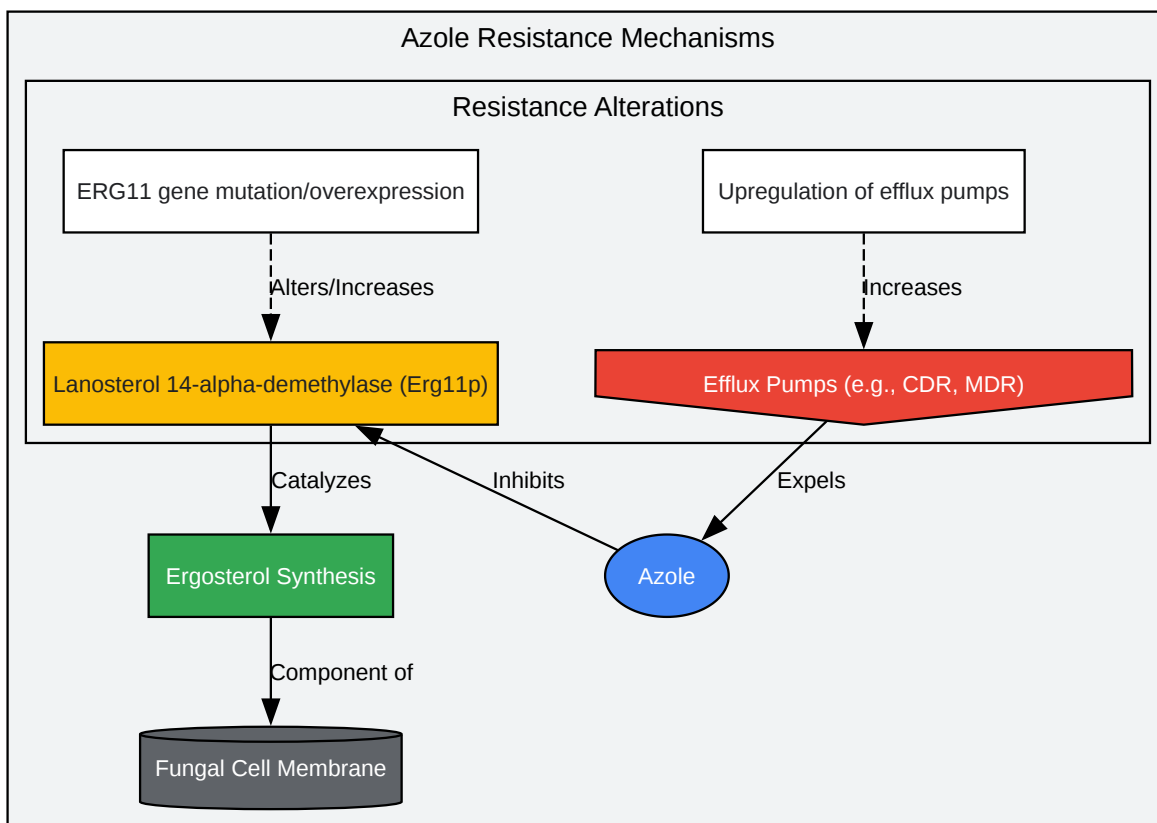 Azole Resistance Mechanisms
Resistance Alterations
ERG11 gene mutation/overexpression
Upregulation of efflux pumps
Alters/Increases
Increases
Lanosterol 14-alpha-demethylase (Erg11p)
Efflux Pumps (e.g., CDR, MDR)
Catalyzes
Inhibits
Expels
Ergosterol Synthesis
Azole
Component of
Fungal Cell Membrane